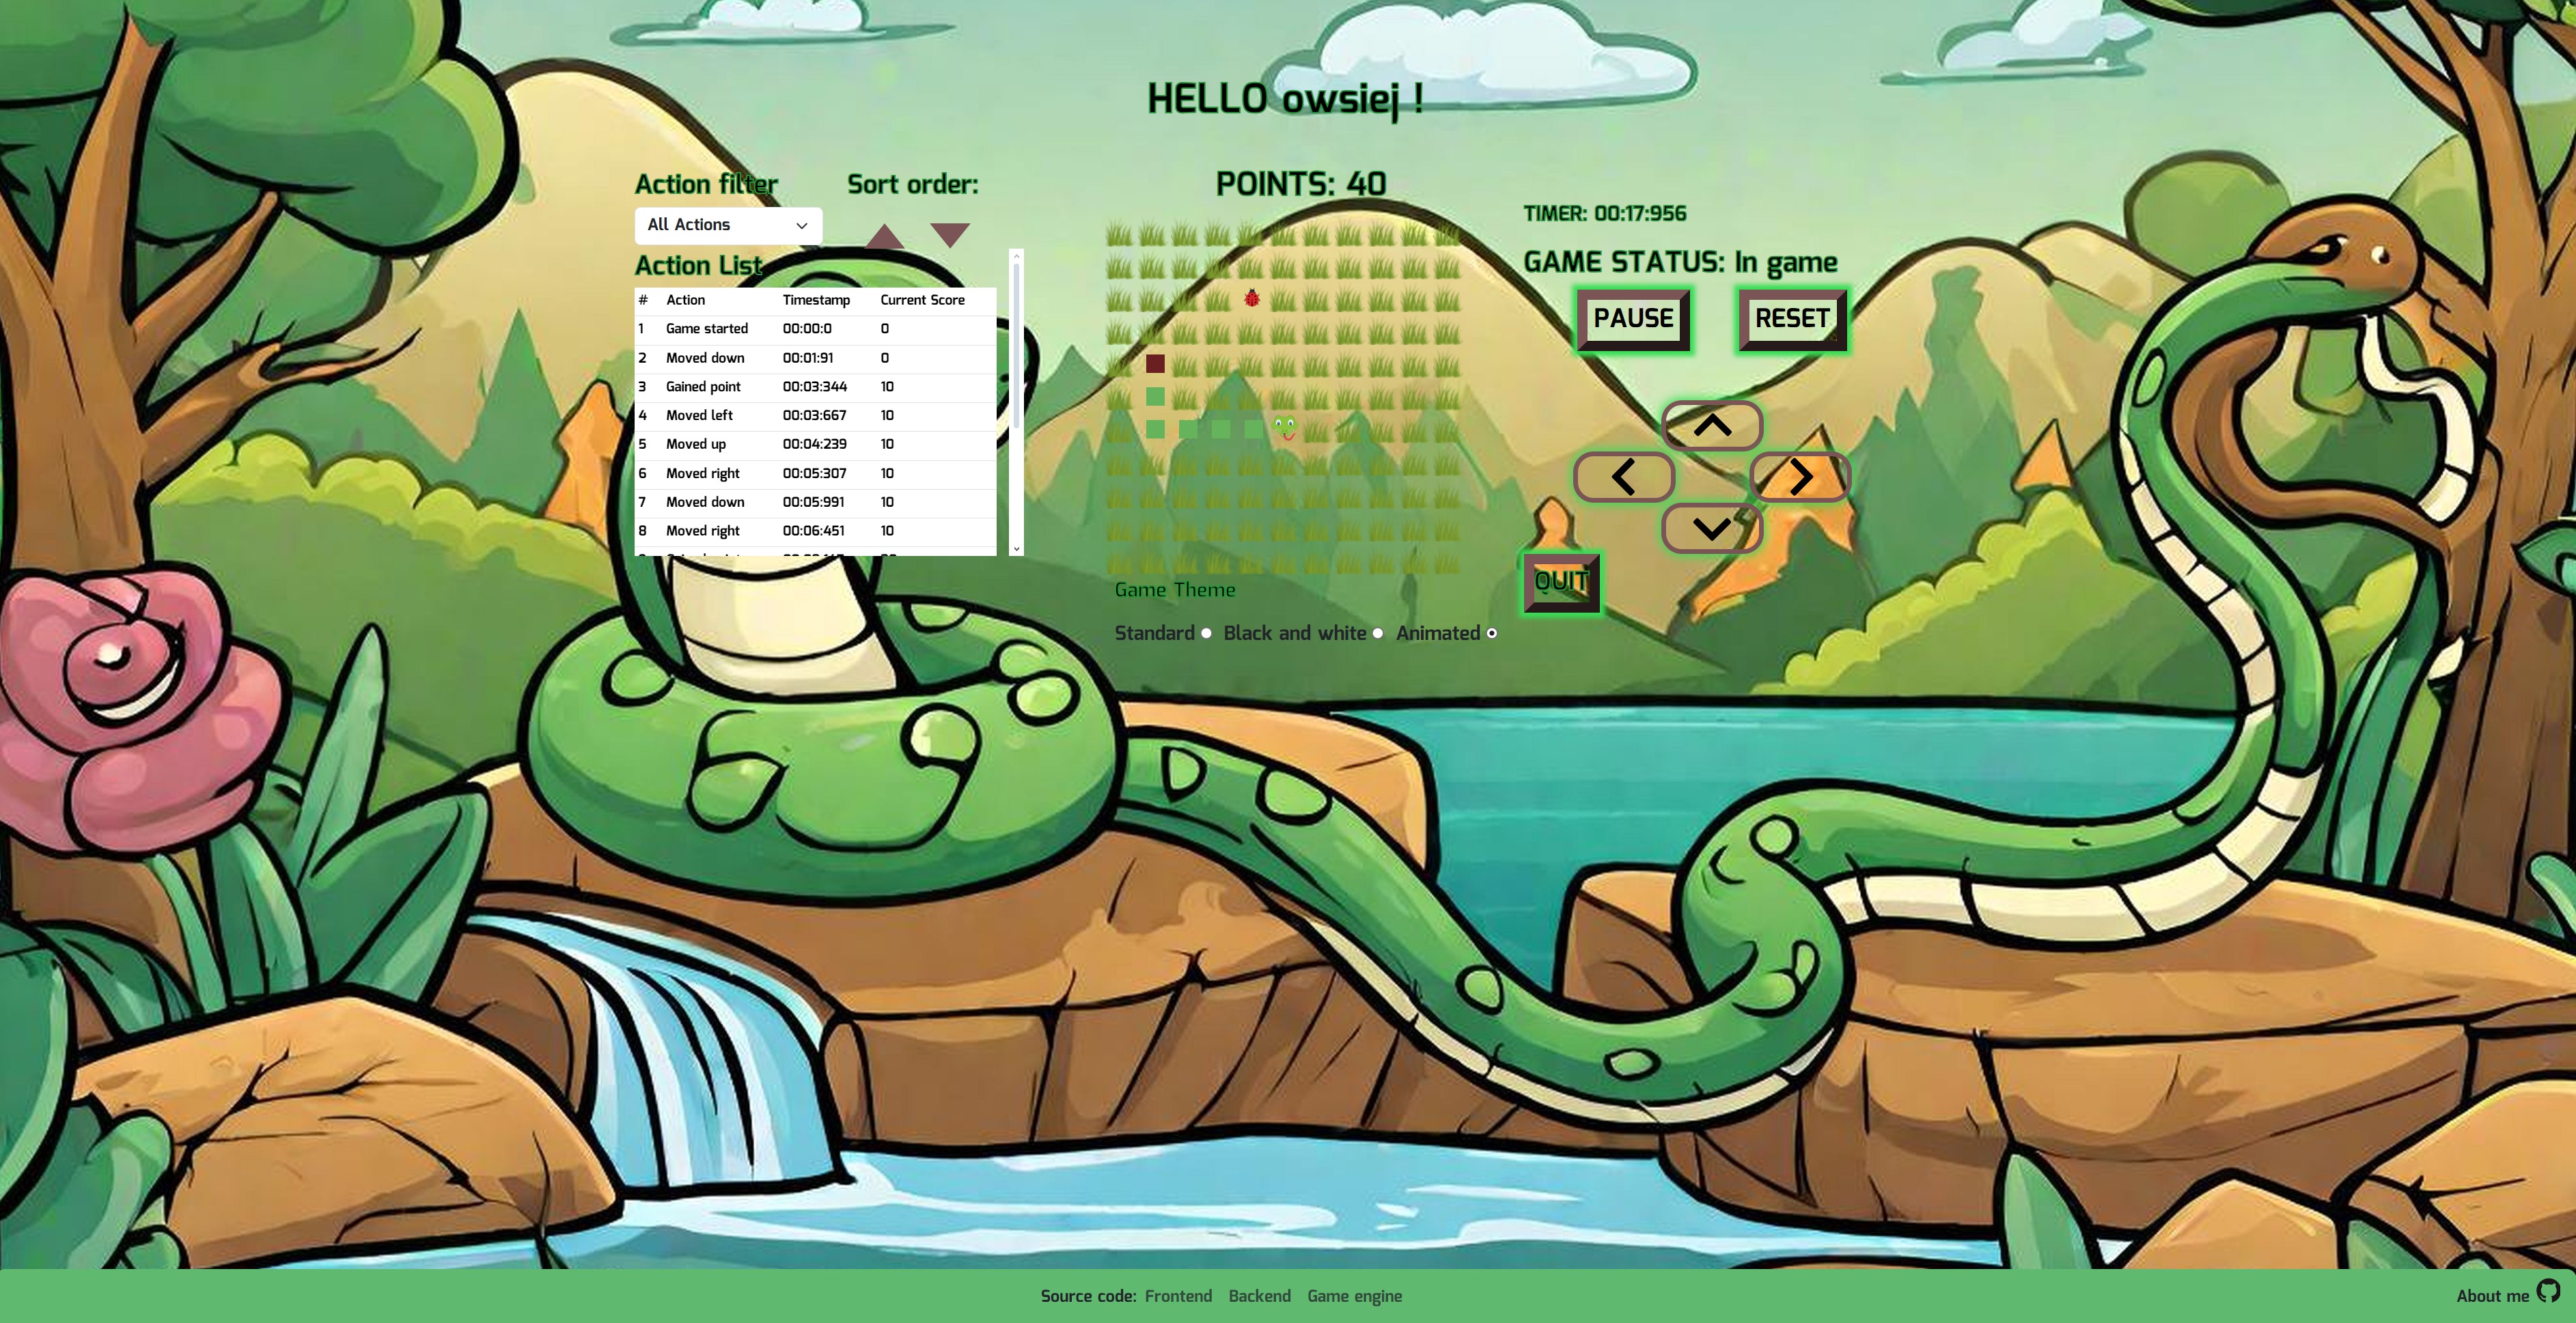 HELLO owsiej !
Action filter
Sort order:
All Actions
Action List
# Action Timestamp Current Score
1 Game started 00:00:0 0
2 Moved down 00:01:91 0
3 Gained point 00:03:344 10
4 Moved left 00:03:667 10
5 Moved up 00:04:239 10
6 Moved right 00:05:307 10
7 Moved down 00:05:991 10
8 Moved right 00:06:451 10
POINTS: 40
Game Theme
Standard Black and white Animated
TIMER: 00:17:956
GAME STATUS: In game
PAUSE RESET
QUIT
Source code: Frontend Backend Game engine
About me